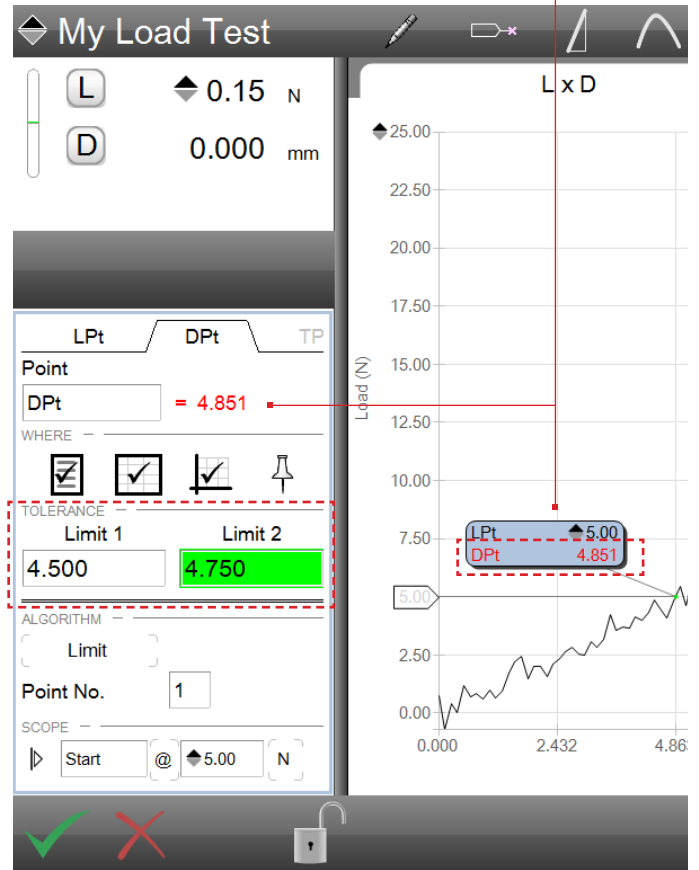 My Load Test
L 0.15 N
D 0.000 mm
LPt DPt TP
Point
DPt = 4.851
WHERE
TOLERANCE
Limit 1 Limit 2
4.500 4.750
ALGORITHM
Limit
Point No. 1
SCOPE
Start @ 5.00 N
L x D
25.00
22.50
20.00
17.50
15.00
12.50
10.00
7.50
5.00
2.50
0.00
Load (N)
LPt 5.00
DPt 4.851
0.000 2.432 4.863